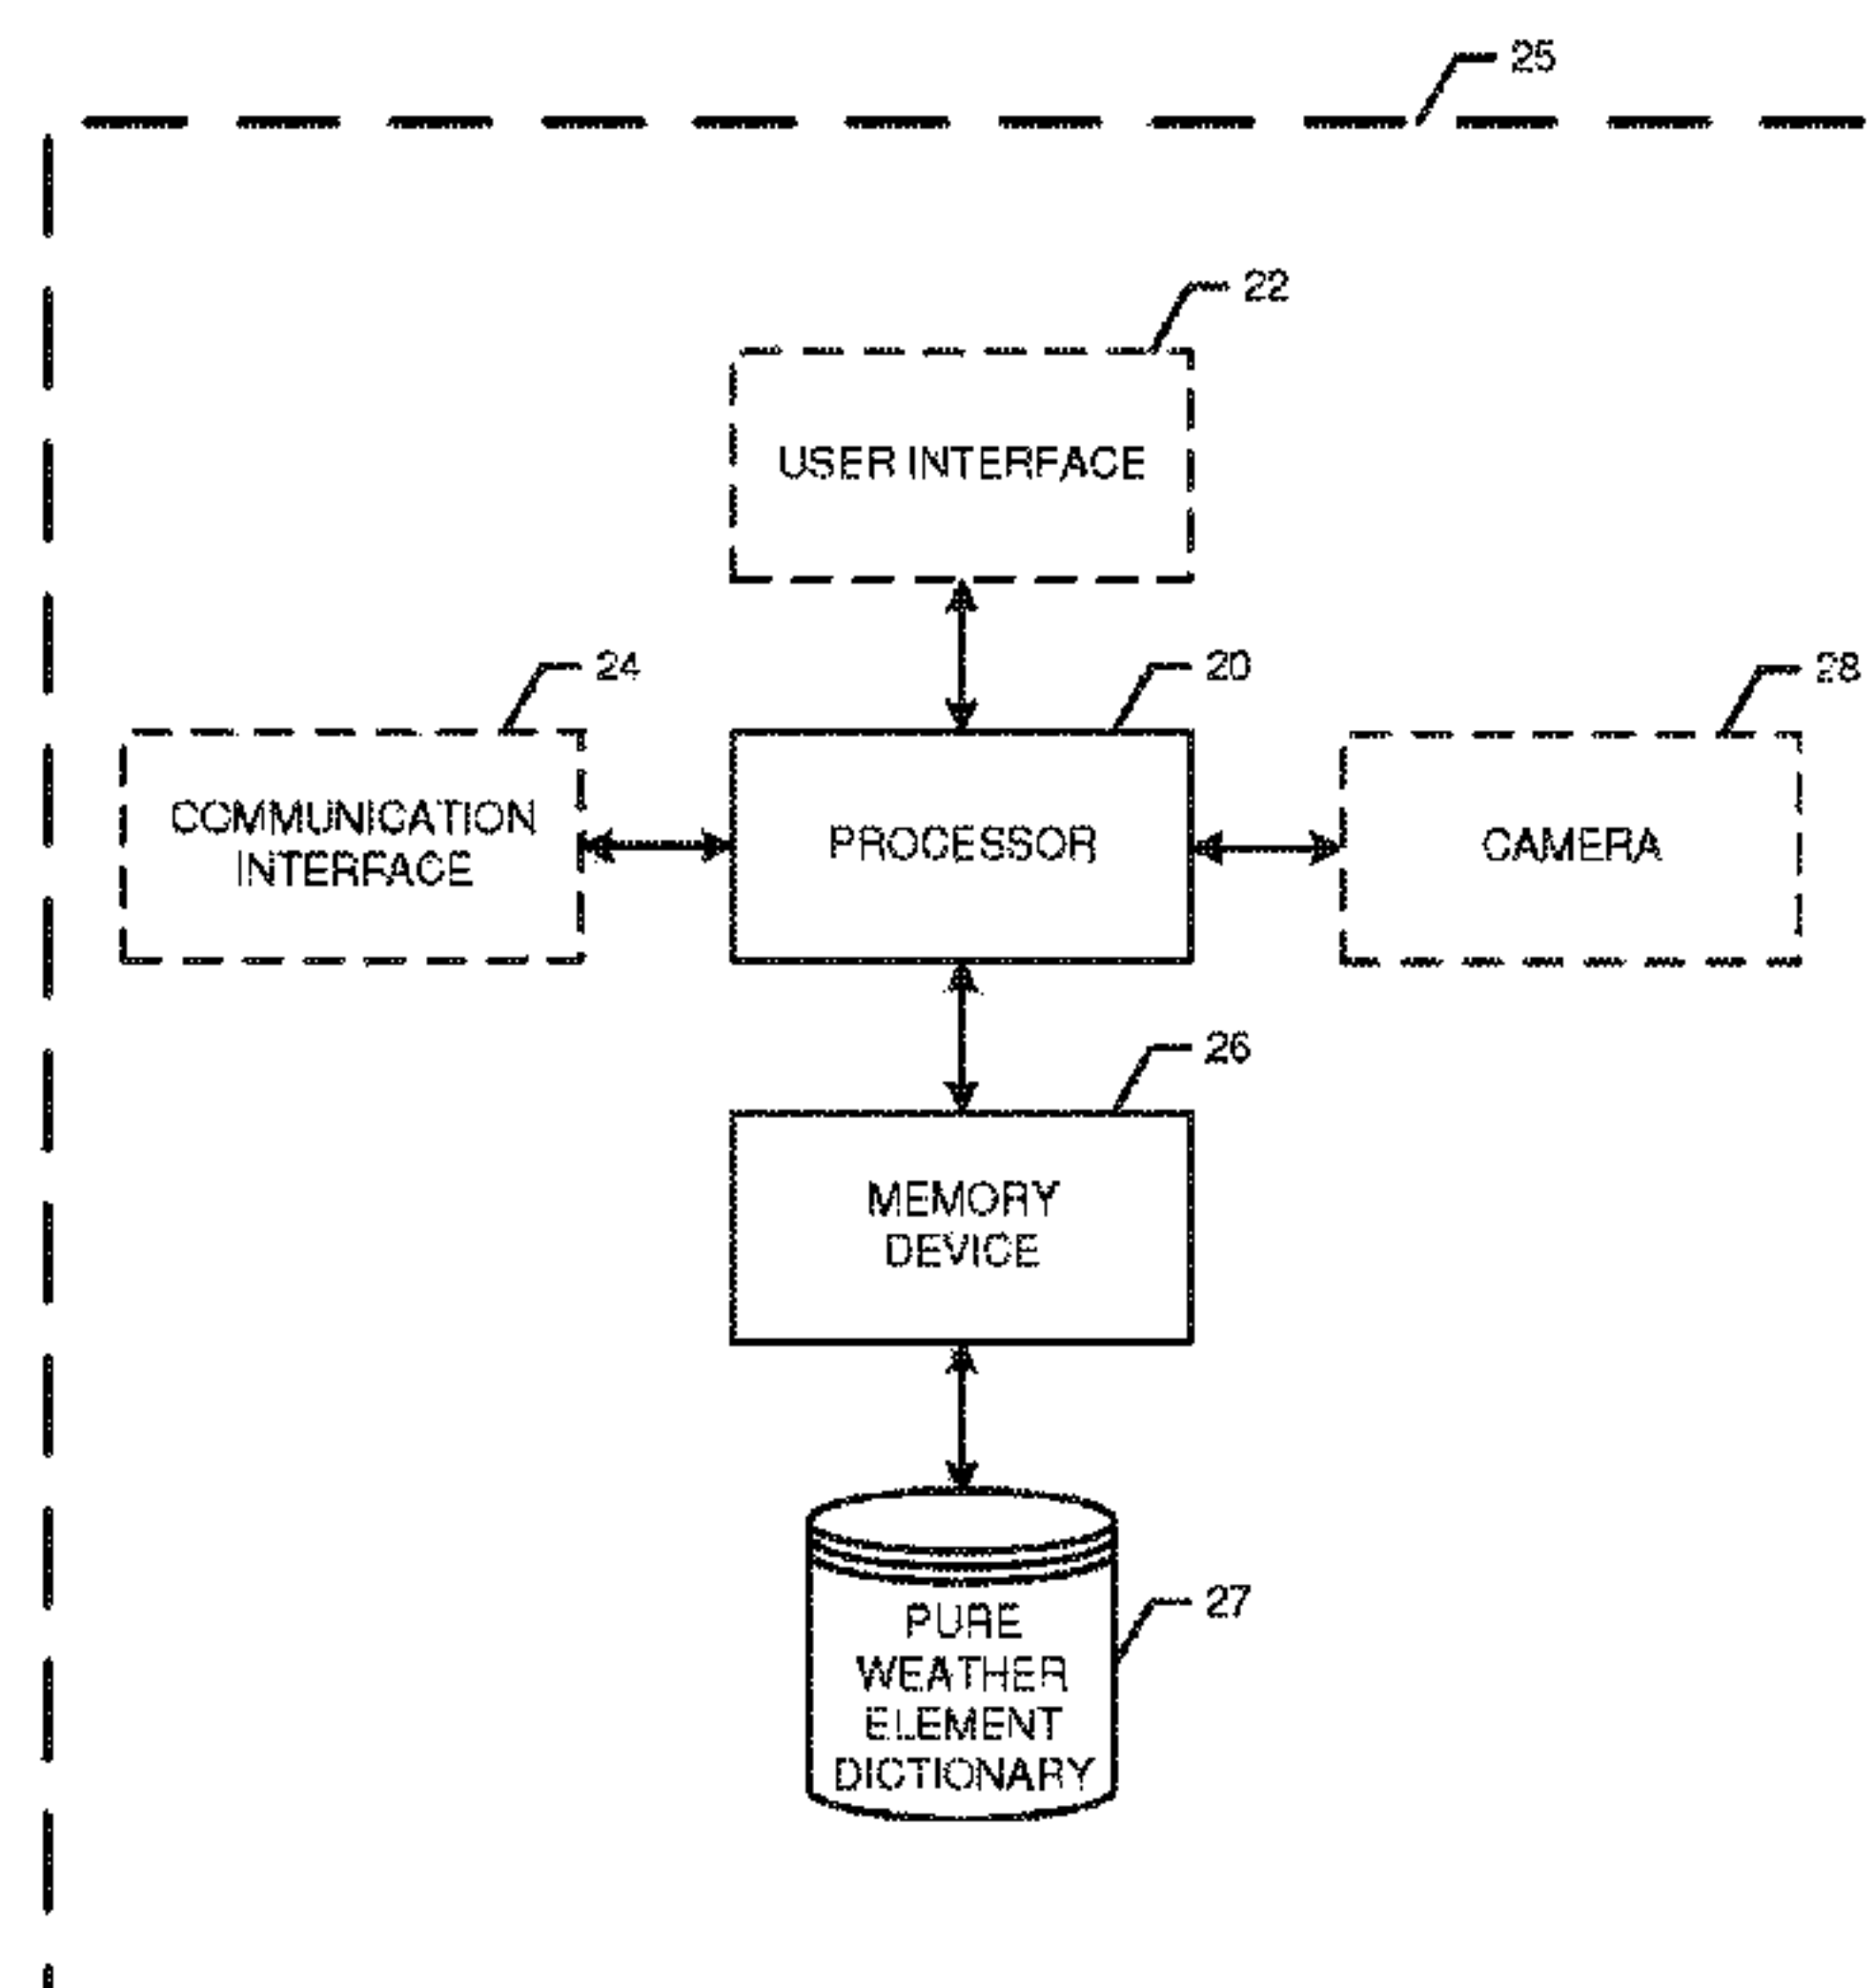 25
22
USER INTERFACE
24
20
28
COMMUNICATION
INTERFACE
PROCESSOR
CAMERA
26
MEMORY
DEVICE
27
PURE
WEATHER
ELEMENT
DICTIONARY